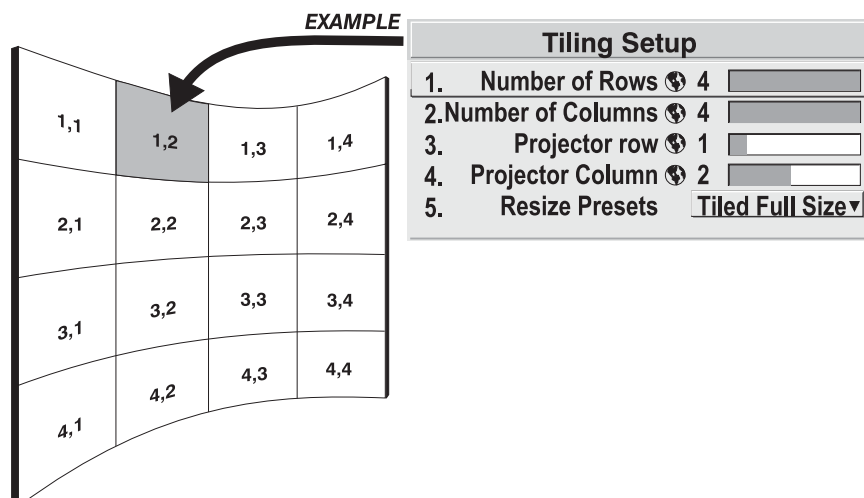 EXAMPLE
Tiling Setup
1. Number of Rows 4
2. Number of Columns 4
3. Projector row 1
4. Projector Column 2
5. Resize Presets Tiled Full Size
1,1 1,2 1,3 1,4
2,1 2,2 2,3 2,4
3,1 3,2 3,3 3,4
4,1 4,2 4,3 4,4